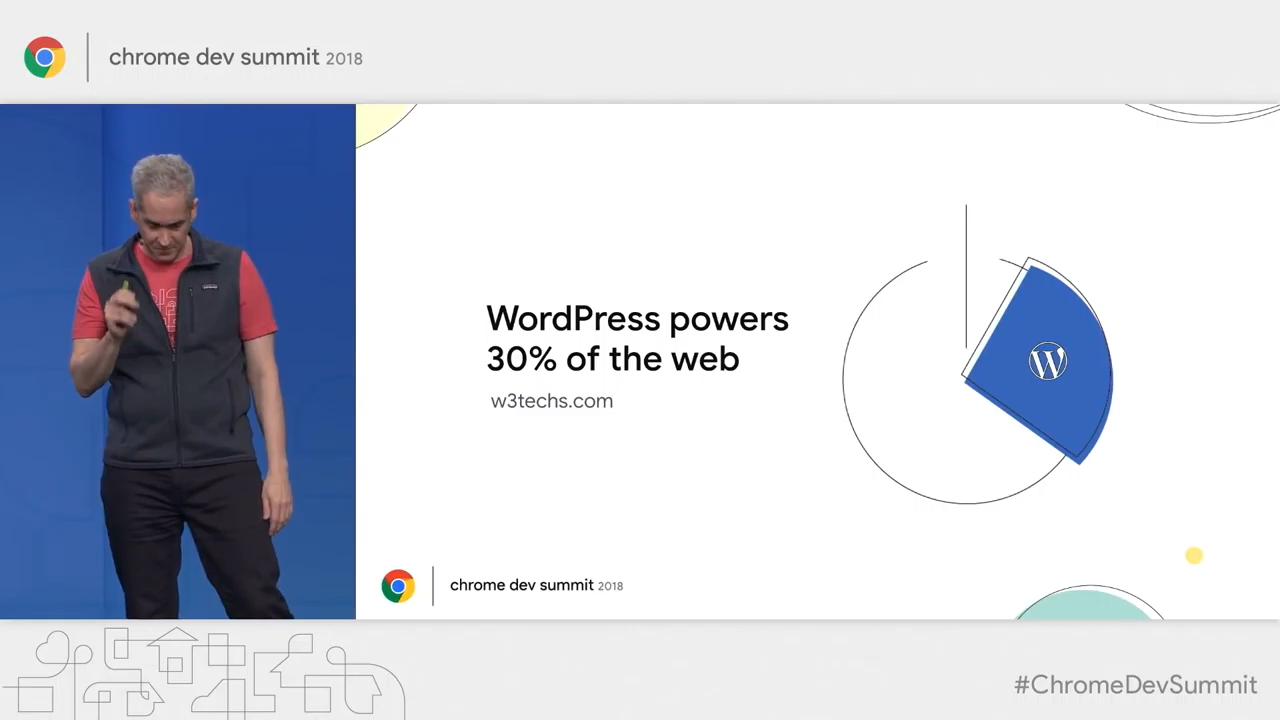 chrome dev summit 2018
WordPress powers
30% of the web
w3techs.com
chrome dev summit 2018
#ChromeDevSummit